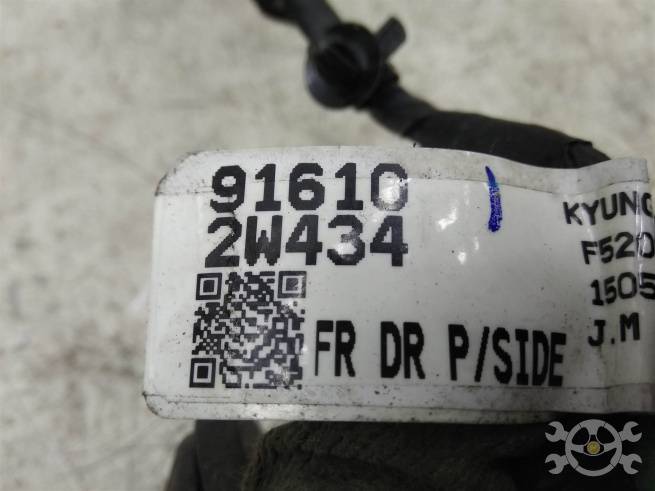 91610
2W434
FR DR P/SIDE
KYUNG
F520
1505
J.M